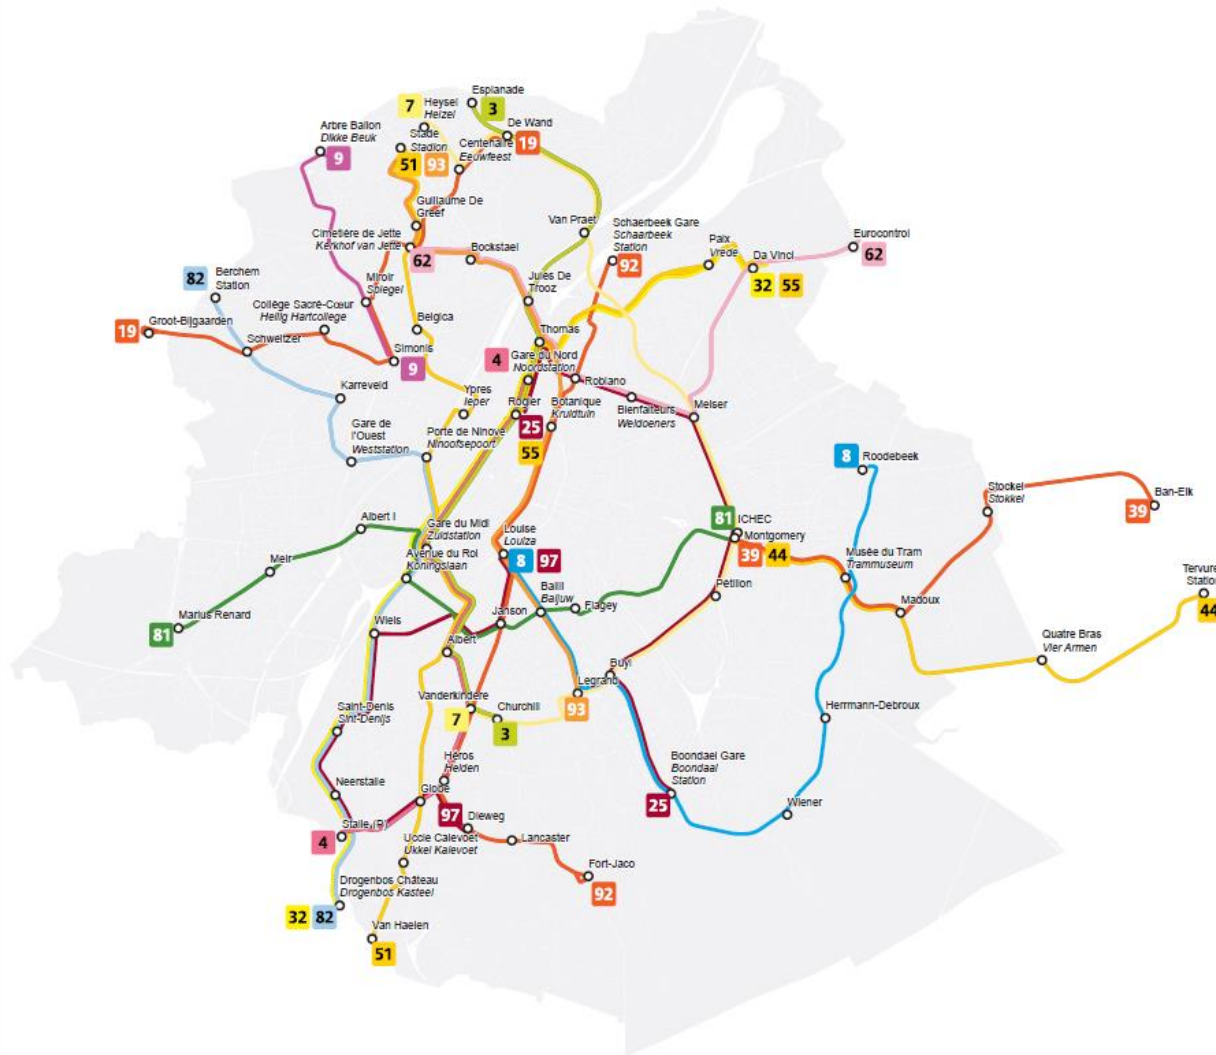 Esplanade
3
7
Heysel
Heizel
De Wand
19
Arbre Ballon
Dikke Beuk
9
Stade
Stadion
51
93
Centenaire
Eeuwfeest
Guillaume De
Greef
Van Praet
Schaerbeek Gare
Schaarbeek
Station
92
Paix
Vrede
Da Vinci
32
55
Eurocontrol
62
Cimetière de Jette
Kerkhof van Jette
62
Bockstael
82
Berchem
Station
Miroir
Spiegel
Jules De
Trooz
Collège Sacré-Cœur
Heilig Hartcollege
19
Groot-Bijgaarden
Schweitzer
Belgica
Simonis
9
Thomas
4
Gare du Nord
Noordstation
Robiano
Karreveld
Ypres
Ieper
Rogier
25
55
Botanique
Kruidtuin
Bienfaiteurs
Weldoeners
Meiser
Gare de
l'Ouest
Weststation
Porte de Ninove
Ninoofsepoort
8
Roodebeek
Stockel
Stokkel
Ban-Eik
39
Albert I
Gare du Midi
Zuidstation
Louise
Louiza
8
97
81
ICHEC
Montgomery
39
44
Meir
Avenue du Roi
Koningslaan
Bailli
Baljuw
Flagey
Petillon
Musée du Tram
Trammuseum
Madoux
Tervuren
Station
44
Marius Renard
81
Wiels
Janson
Albert
Quatre Bras
Vier Armen
Buyl
Legrand
93
Vanderkindere
7
Churchill
3
Saint-Denis
Sint-Denijs
Herrmann-Debroux
Héros
Helden
Boondael Gare
Boondaal
Station
25
Neerstalle
Globe
97
Wiener
Stalle (P)
4
Dieweg
Lancaster
Uccle Calevoet
Ukkel Kalevoet
Fort-Jaco
92
Drogenbos Château
Drogenbos Kasteel
32
82
Van Haelen
51